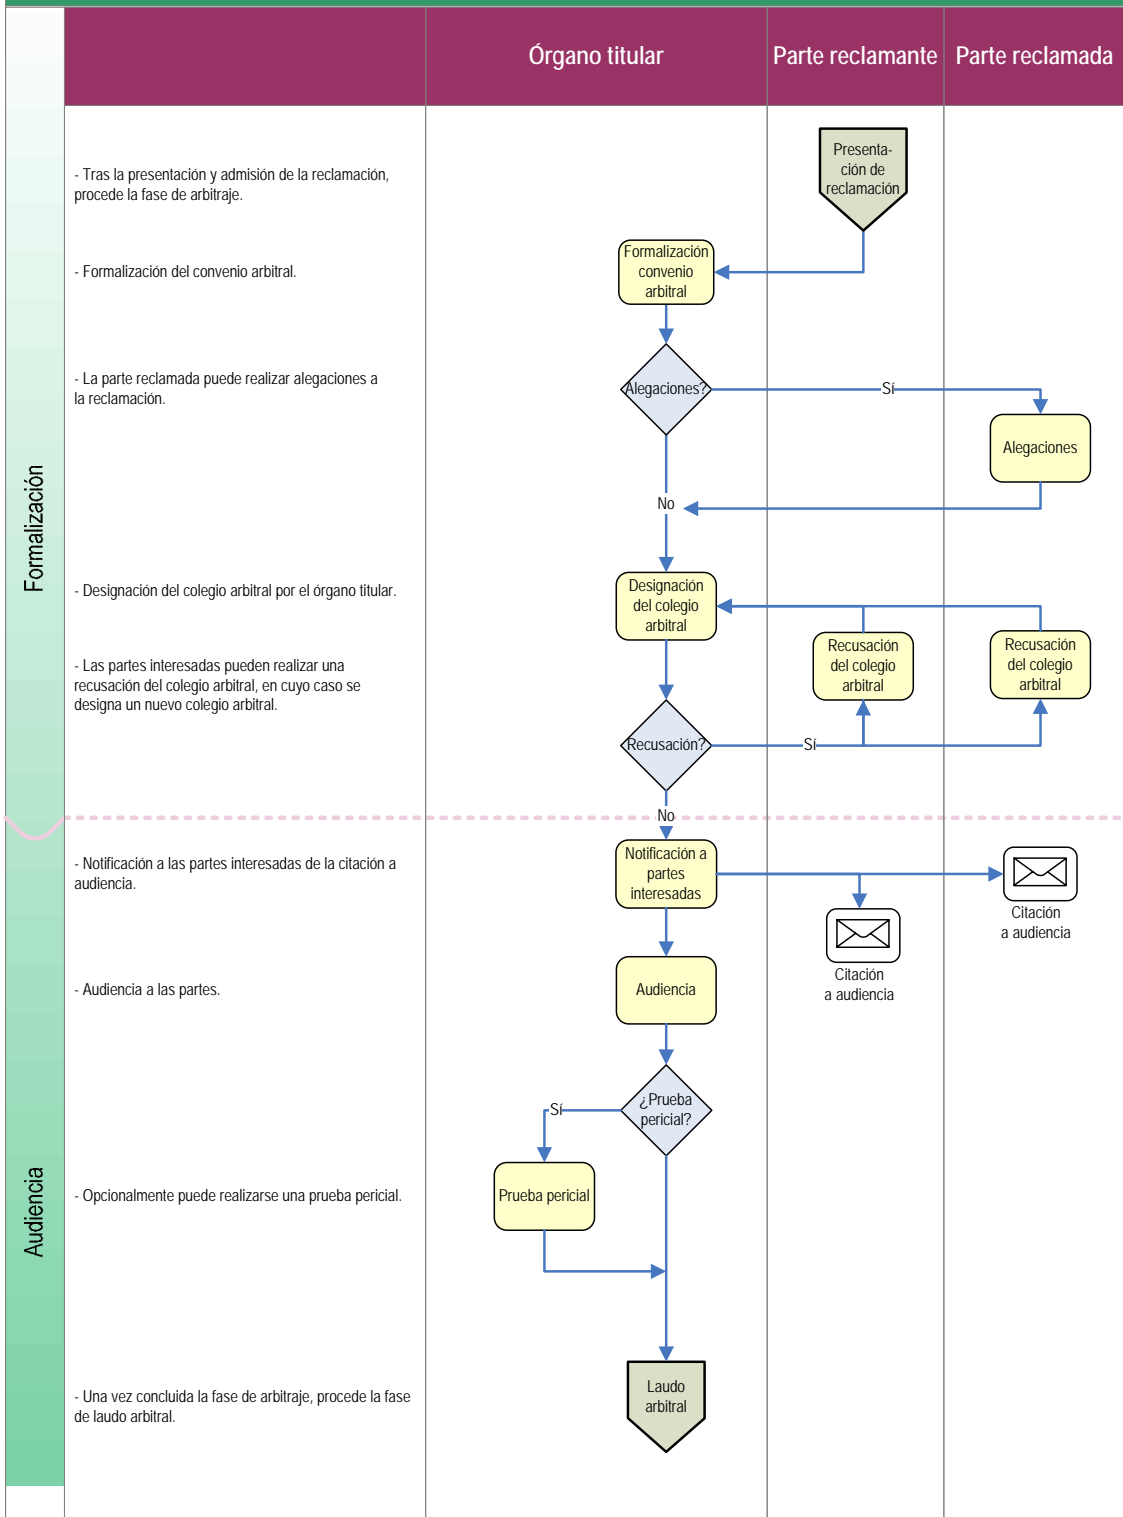 Órgano titular
Parte reclamante
Parte reclamada
Formalización
- Tras la presentación y admisión de la reclamación,
procede la fase de arbitraje.
Presenta-
ción de
reclamación
- Formalización del convenio arbitral.
Formalización
convenio
arbitral
- La parte reclamada puede realizar alegaciones a
la reclamación.
Alegaciones?
Sí
Alegaciones
No
- Designación del colegio arbitral por el órgano titular.
Designación
del colegio
arbitral
- Las partes interesadas pueden realizar una
recusación del colegio arbitral, en cuyo caso se
designa un nuevo colegio arbitral.
Recusación
del colegio
arbitral
Recusación
del colegio
arbitral
Recusación?
Sí
No
Audiencia
- Notificación a las partes interesadas de la citación a
audiencia.
Notificación a
partes
interesadas
Citación
a audiencia
Citación
a audiencia
- Audiencia a las partes.
Audiencia
¿Prueba
pericial?
Sí
- Opcionalmente puede realizarse una prueba pericial.
Prueba pericial
- Una vez concluida la fase de arbitraje, procede la fase
de laudo arbitral.
Laudo
arbitral